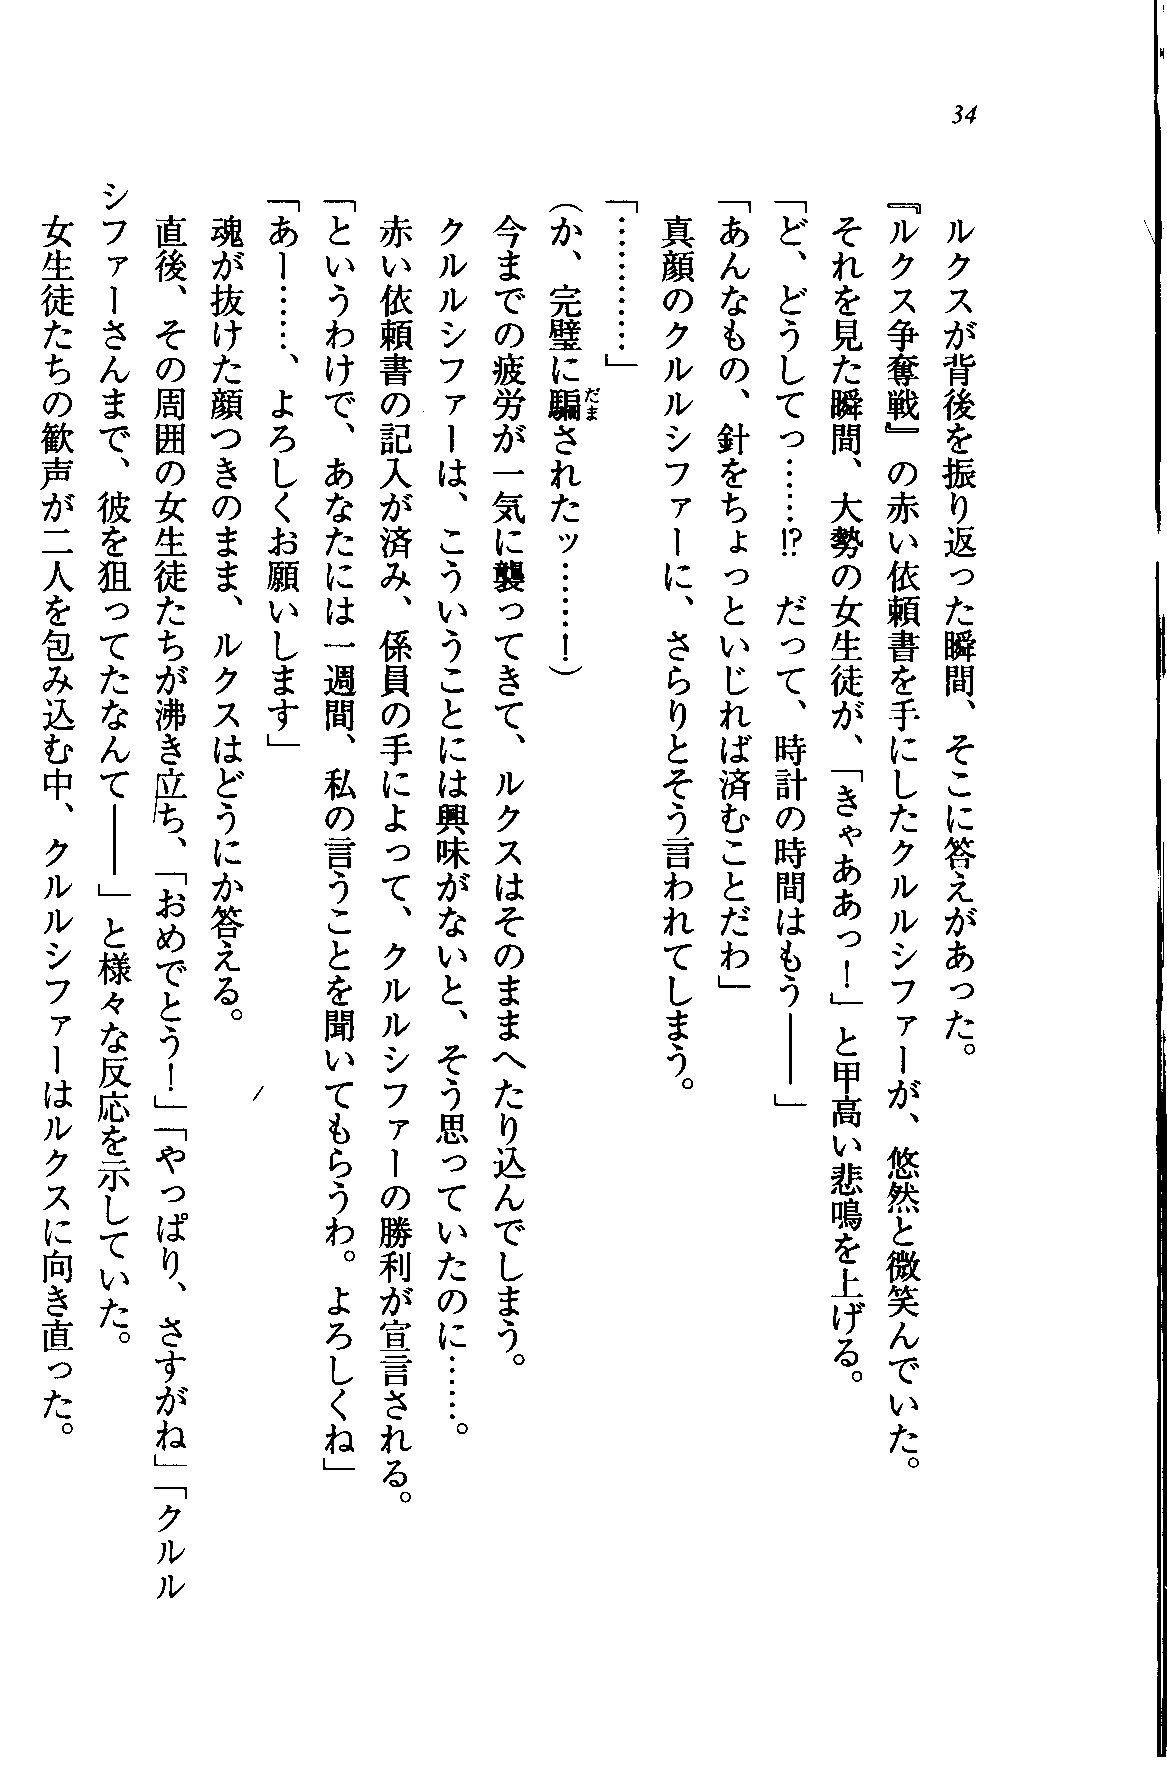 34
ルクスが背後を振り返った瞬間、そこに答えがあった。
『ルクス争奪戦』の赤い依頼書を手にしたクルルシファーが、悠然と微笑んでいた。
それを見た瞬間、大勢の女生徒が、「きゃああっ！」と甲高い悲鳴を上げる。
「ど、どうしてっ……!?　だって、時計の時間はもう――」
「あんなもの、針をちょっといじれば済むことだわ」
真顔のクルルシファーに、さらりとそう言われてしまう。
「…………」
（か、完璧に騙されたッ……！）
だま
今までの疲労が一気に襲ってきて、ルクスはそのままへたり込んでしまう。
クルルシファーは、こういうことには興味がないと、そう思っていたのに……。
赤い依頼書の記入が済み、係員の手によって、クルルシファーの勝利が宣言される。
「というわけで、あなたには一週間、私の言うことを聞いてもらうわ。よろしくね」
「あー……、よろしくお願いします」
魂が抜けた顔つきのまま、ルクスはどうにか答える。
直後、その周囲の女生徒たちが沸き立ち、「おめでとう！」「やっぱり、さすがね」「クルル
シファーさんまで、彼を狙ってたなんて――」と様々な反応を示していた。
女生徒たちの歓声が二人を包み込む中、クルルシファーはルクスに向き直った。